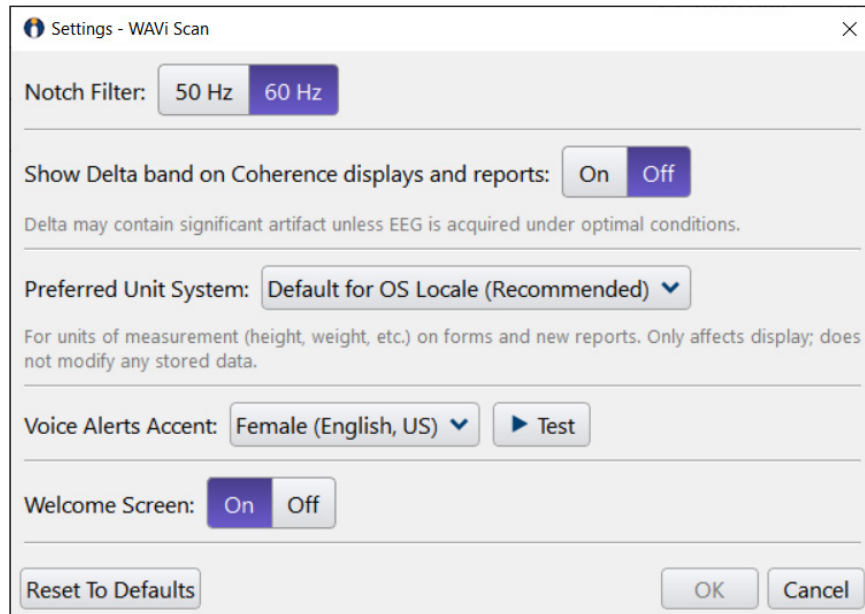 Settings - WAVi Scan
Notch Filter: 50 Hz 60 Hz
Show Delta band on Coherence displays and reports: On Off
Delta may contain significant artifact unless EEG is acquired under optimal conditions.
Preferred Unit System: Default for OS Locale (Recommended)
For units of measurement (height, weight, etc.) on forms and new reports. Only affects display; does
not modify any stored data.
Voice Alerts Accent: Female (English, US) Test
Welcome Screen: On Off
Reset To Defaults OK Cancel